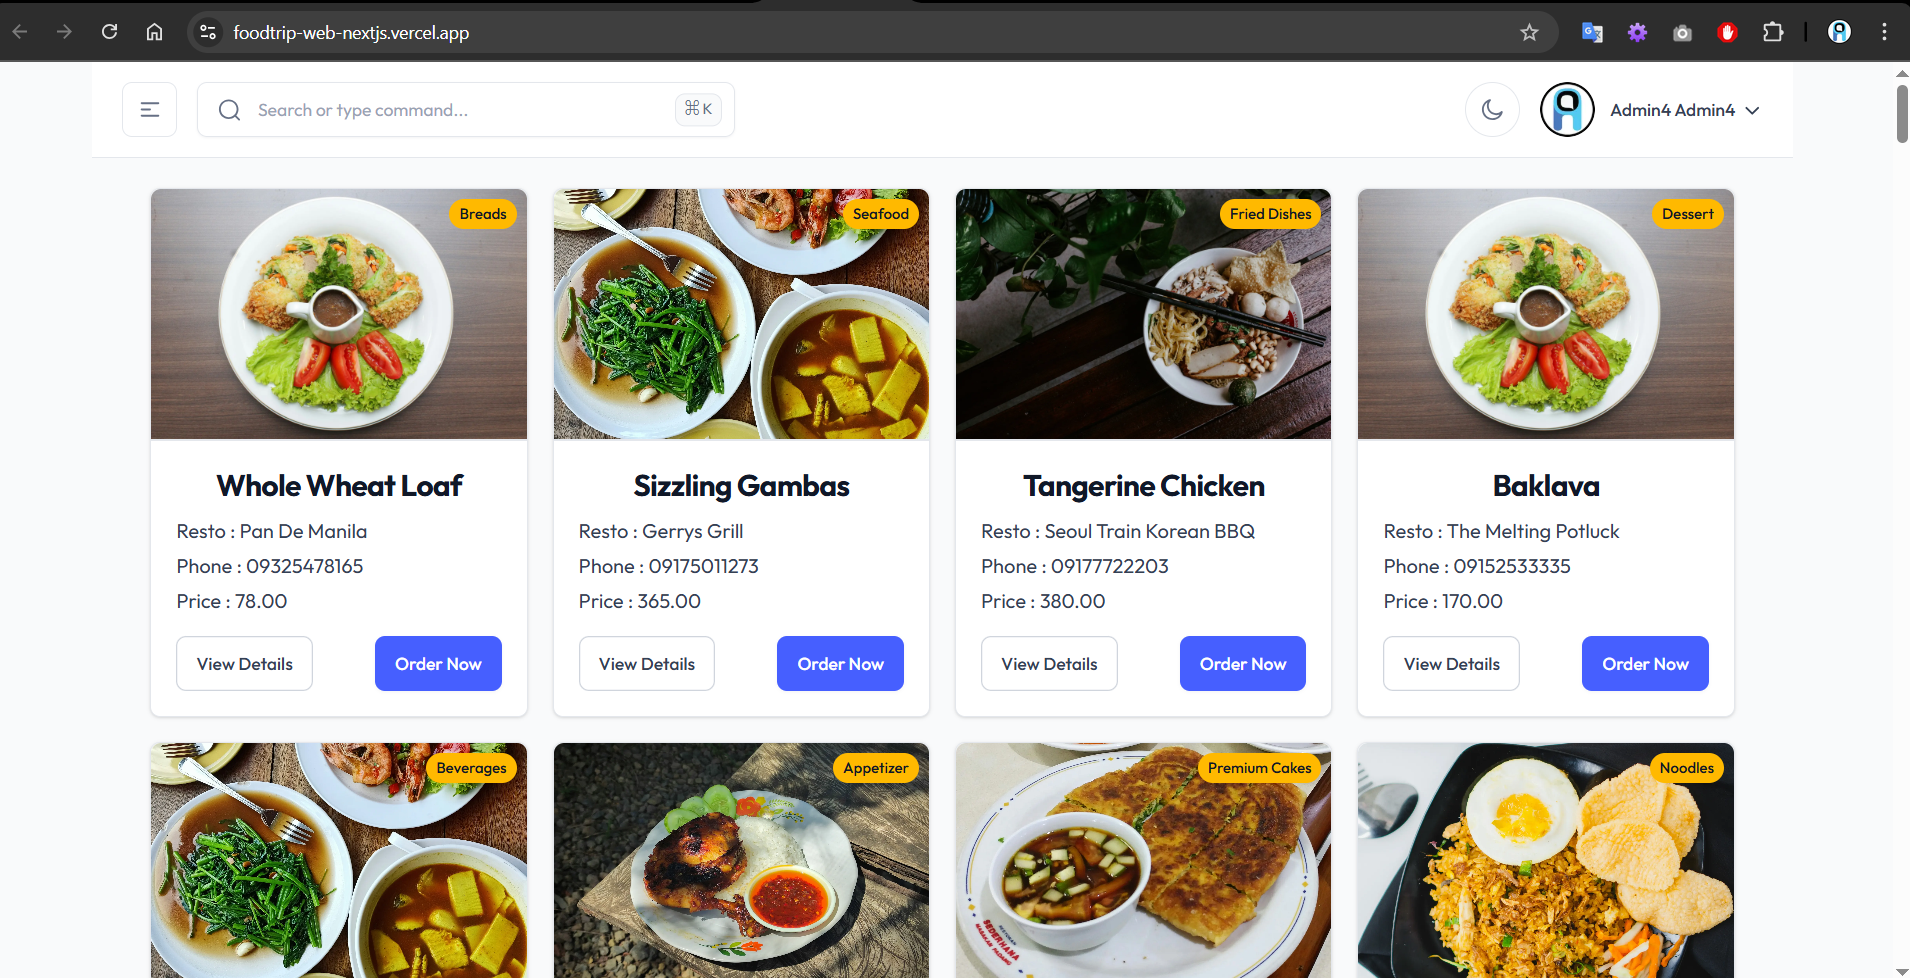 foodtrip-web-nextjs.vercel.app
Search or type command...
⌘K
Admin4 Admin4
Breads
Seafood
Fried Dishes
Dessert
Whole Wheat Loaf
Resto : Pan De Manila
Phone : 09325478165
Price : 78.00
View Details
Order Now
Sizzling Gambas
Resto : Gerrys Grill
Phone : 09175011273
Price : 365.00
View Details
Order Now
Tangerine Chicken
Resto : Seoul Train Korean BBQ
Phone : 09177722203
Price : 380.00
View Details
Order Now
Baklava
Resto : The Melting Potluck
Phone : 09152533335
Price : 170.00
View Details
Order Now
Beverages
Appetizer
Premium Cakes
Noodles
SEDERHANA
MASAKAN PADANG